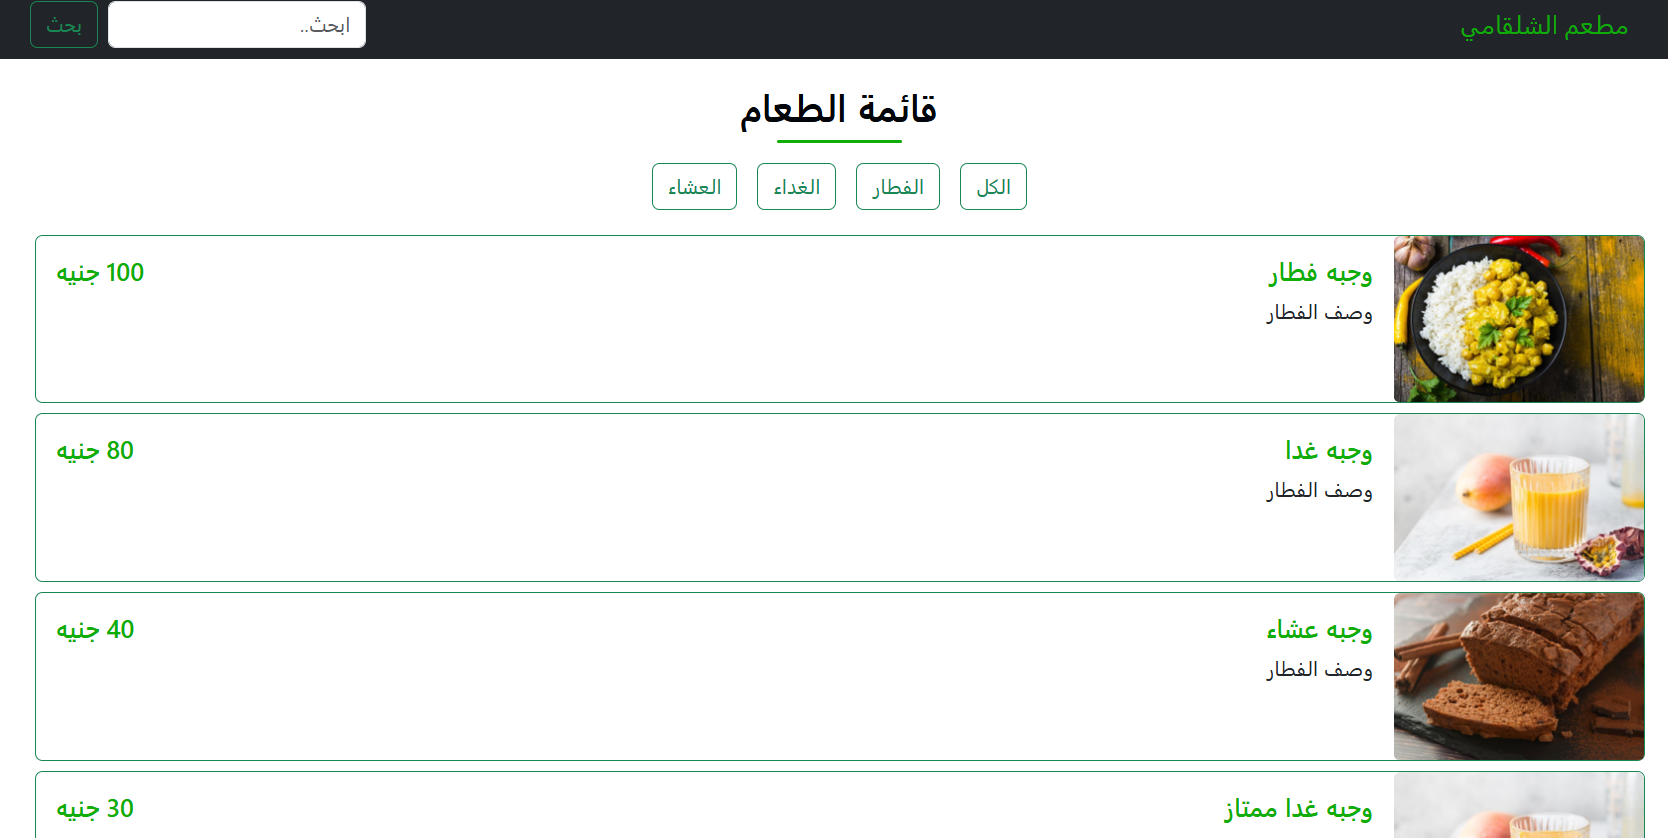 مطعم الشلقامي
ابحث..
بحث
قائمة الطعام
الكل
الفطار
الغداء
العشاء
وجبه فطار
100 جنيه
وصف الفطار
وجبه غدا
80 جنيه
وصف الفطار
وجبه عشاء
40 جنيه
وصف الفطار
وجبه غدا ممتاز
30 جنيه